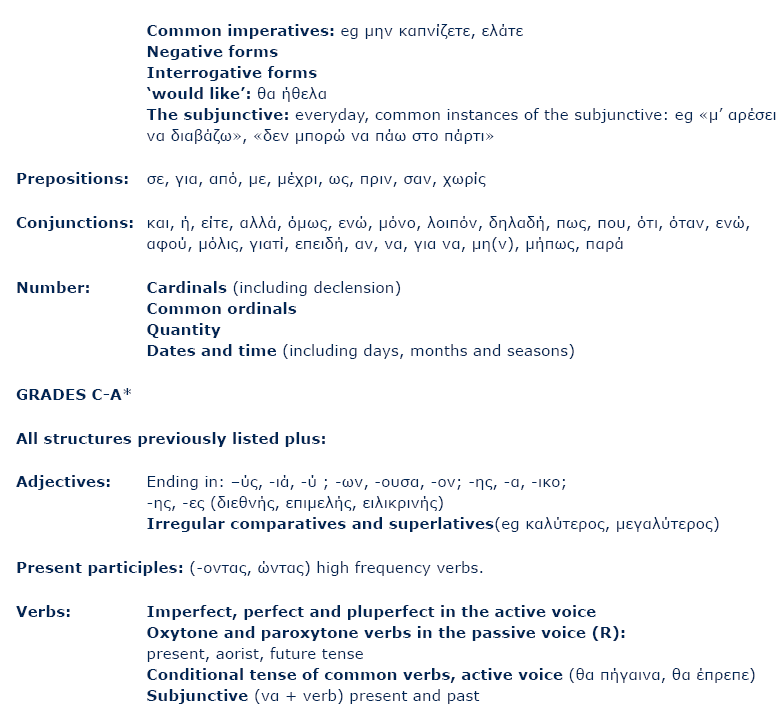 Common imperatives: eg μην καπνίζετε, ελάτε
Negative forms
Interrogative forms
‘would like’: θα ήθελα
The subjunctive: everyday, common instances of the subjunctive: eg «μ’ αρέσει
να διαβάζω», «δεν μπορώ να πάω στο πάρτι»
Prepositions: σε, για, από, με, μέχρι, ως, πριν, σαν, χωρίς
Conjunctions: και, ή, είτε, αλλά, όμως, ενώ, μόνο, λοιπόν, δηλαδή, πως, που, ότι, όταν, ενώ,
αφού, μόλις, γιατί, επειδή, αν, να, για να, μη(ν), μήπως, παρά
Number: Cardinals (including declension)
Common ordinals
Quantity
Dates and time (including days, months and seasons)
GRADES C-A*
All structures previously listed plus:
Adjectives: Ending in: –ύς, -ιά, -ύ ; -ων, -ουσα, -ον; -ης, -α, -ικο;
-ης, -ες (διεθνής, επιμελής, ειλικρινής)
Irregular comparatives and superlatives(eg καλύτερος, μεγαλύτερος)
Present participles: (-οντας, ώντας) high frequency verbs.
Verbs: Imperfect, perfect and pluperfect in the active voice
Oxytone and paroxytone verbs in the passive voice (R):
present, aorist, future tense
Conditional tense of common verbs, active voice (θα πήγαινα, θα έπρεπε)
Subjunctive (να + verb) present and past